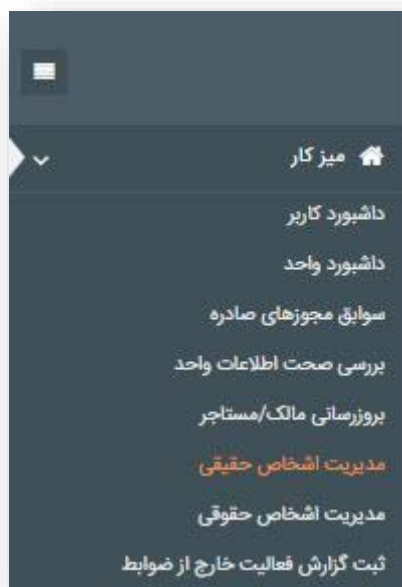 میز کار
داشبورد کاربر
داشبورد واحد
سوابق مجوزهای صادره
بررسی صحت اطلاعات واحد
بروزرسانی مالک/مستاجر
مدیریت اشخاص حقیقی
مدیریت اشخاص حقوقی
ثبت گزارش فعالیت خارج از ضوابط